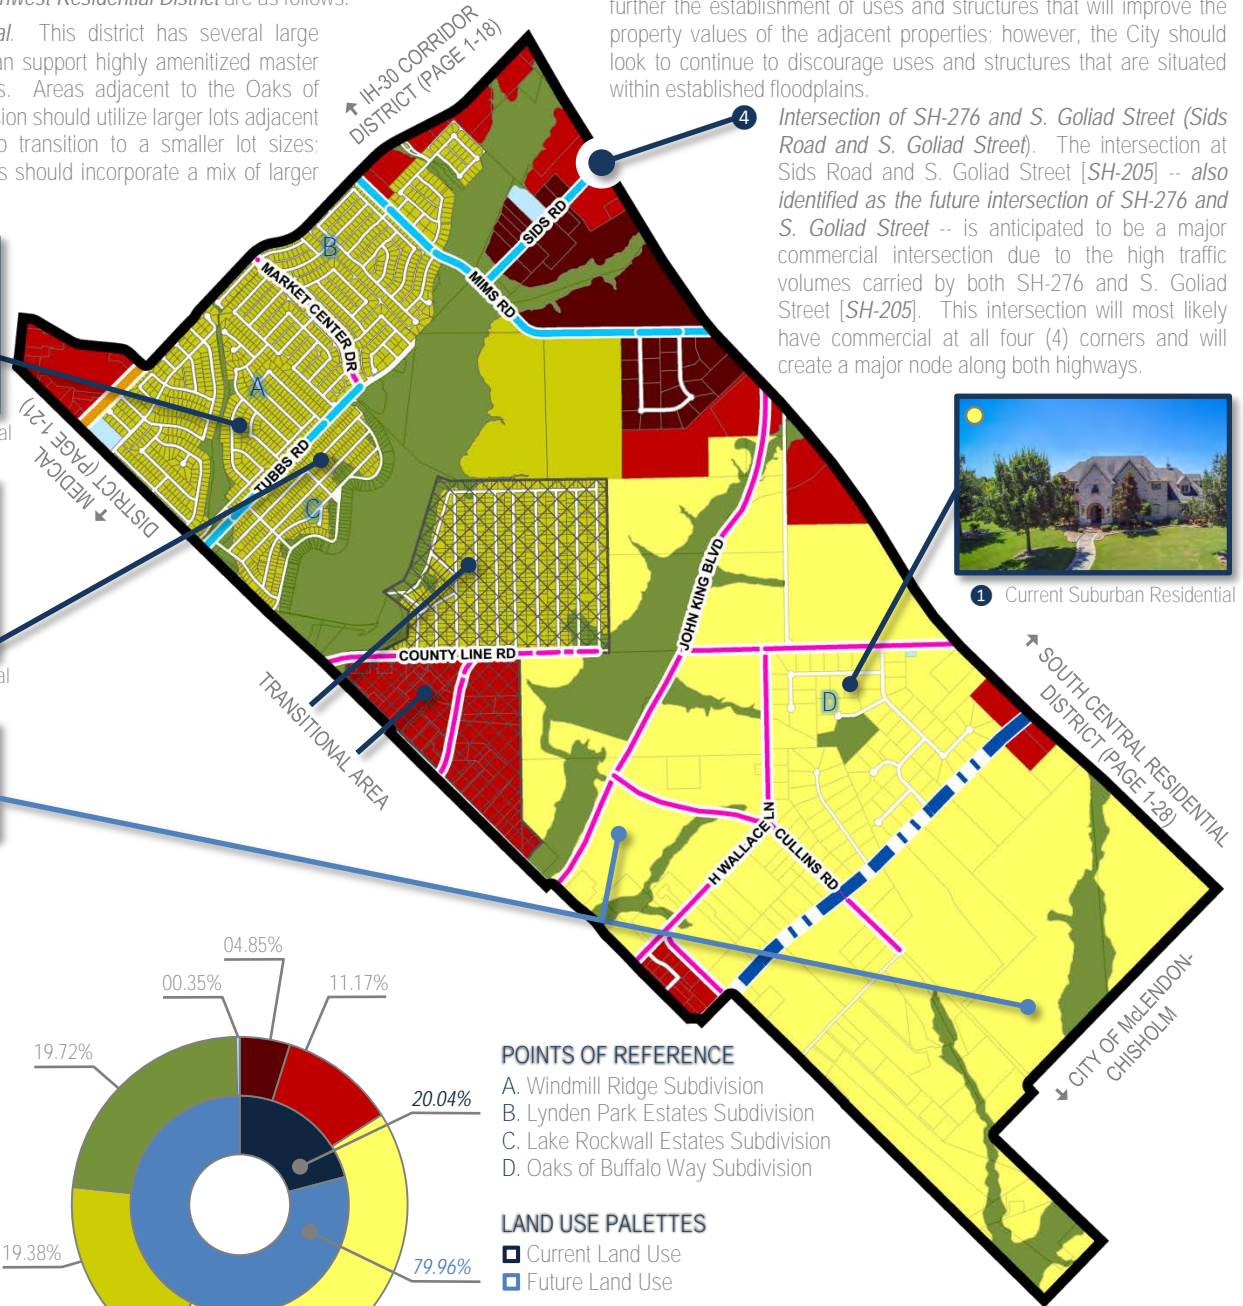 nwest Residential District are as follows:
al. This district has several large
an support highly amenitized master
s. Areas adjacent to the Oaks of
sion should utilize larger lots adjacent
o transition to a smaller lot sizes;
s should incorporate a mix of larger
further the establishment of uses and structures that will improve the
property values of the adjacent properties; however, the City should
look to continue to discourage uses and structures that are situated
within established floodplains.
4
Intersection of SH-276 and S. Goliad Street (Sids
Road and S. Goliad Street). The intersection at
Sids Road and S. Goliad Street [SH-205] -- also
identified as the future intersection of SH-276 and
S. Goliad Street -- is anticipated to be a major
commercial intersection due to the high traffic
volumes carried by both SH-276 and S. Goliad
Street [SH-205]. This intersection will most likely
have commercial at all four (4) corners and will
create a major node along both highways.
IH-30 CORRIDOR
DISTRICT (PAGE 1-18)
4
SIDS RD
B
MARKET CENTER DR
MIMS RD
A
TUBBS RD
C
MEDICAL
DISTRICT (PAGE 1-21)
al
al
JOHN KING BLVD
COUNTY LINE RD
TRANSITIONAL AREA
D
1 Current Suburban Residential
SOUTH CENTRAL RESIDENTIAL
DISTRICT (PAGE 1-28)
H WALLACE LN
CULLINS RD
CITY OF McLENDON-
CHISHOLM
04.85%
00.35%
11.17%
19.72%
20.04%
19.38%
79.96%
POINTS OF REFERENCE
A. Windmill Ridge Subdivision
B. Lynden Park Estates Subdivision
C. Lake Rockwall Estates Subdivision
D. Oaks of Buffalo Way Subdivision
LAND USE PALETTES
Current Land Use
Future Land Use